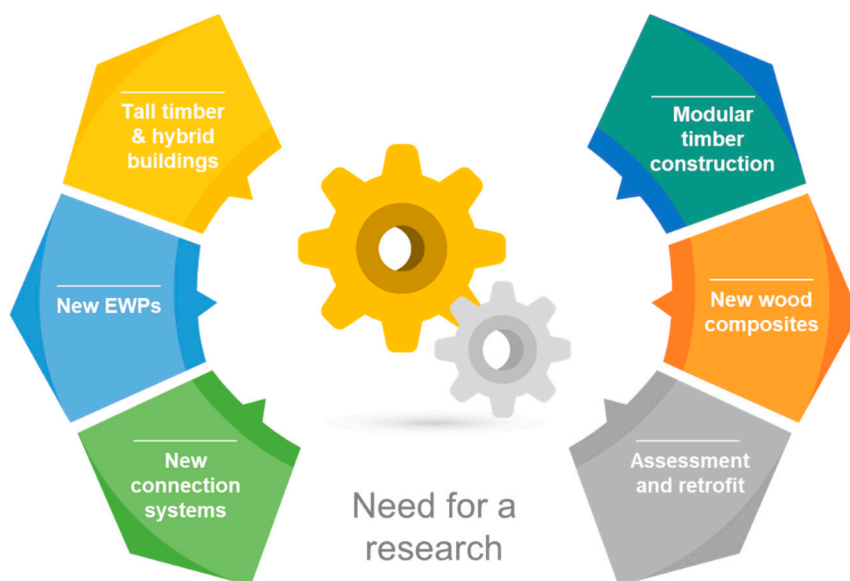 Tall timber
& hybrid
buildings
New EWPs
New
connection
systems
Modular
timber
construction
New wood
composites
Assessment
and retrofit
Need for a
research